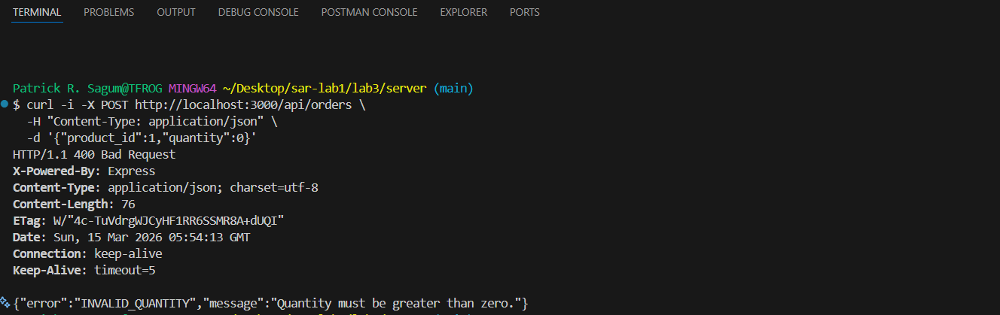 TERMINAL PROBLEMS OUTPUT DEBUG CONSOLE POSTMAN CONSOLE EXPLORER PORTS
Patrick R. Sagum@TFROG MINGW64 ~/Desktop/sar-lab1/lab3/server (main)
$ curl -i -X POST http://localhost:3000/api/orders \
-H "Content-Type: application/json" \
-d '{"product_id":1,"quantity":0}'
HTTP/1.1 400 Bad Request
X-Powered-By: Express
Content-Type: application/json; charset=utf-8
Content-Length: 76
ETag: W/"4c-TuVdrgWJCyHF1RR6SSMR8A+dUQI"
Date: Sun, 15 Mar 2026 05:54:13 GMT
Connection: keep-alive
Keep-Alive: timeout=5
{"error":"INVALID_QUANTITY","message":"Quantity must be greater than zero."}